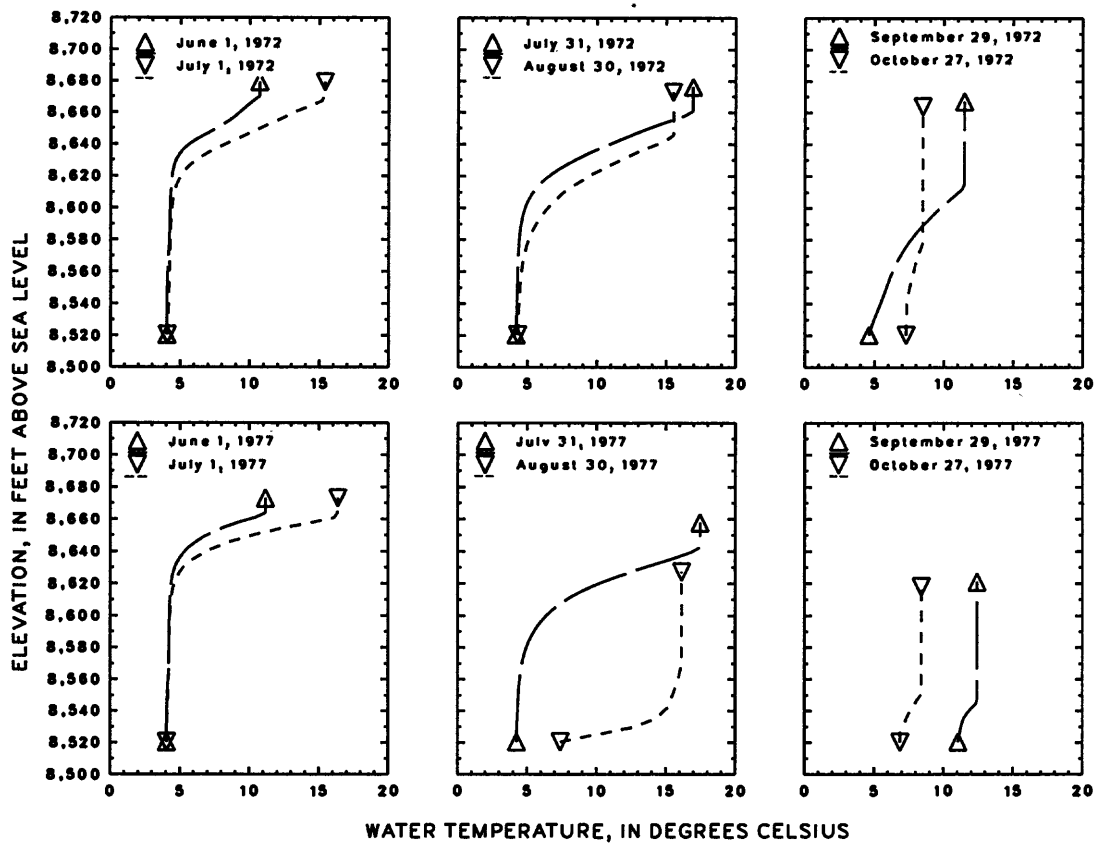 8,720
8,700
8,680
8,660
8,640
8,620
8,600
8,580
8,560
8,540
8,520
8,500
June 1, 1972
July 1, 1972
0 5 10 15 20
July 31, 1972
August 30, 1972
0 5 10 15 20
September 29, 1972
October 27, 1972
0 5 10 15 20
ELEVATION, IN FEET ABOVE SEA LEVEL
8,720
8,700
8,680
8,660
8,640
8,620
8,600
8,580
8,560
8,540
8,520
8,500
June 1, 1977
July 1, 1977
0 5 10 15 20
July 31, 1977
August 30, 1977
0 5 10 15 20
September 29, 1977
October 27, 1977
0 5 10 15 20
WATER TEMPERATURE, IN DEGREES CELSIUS